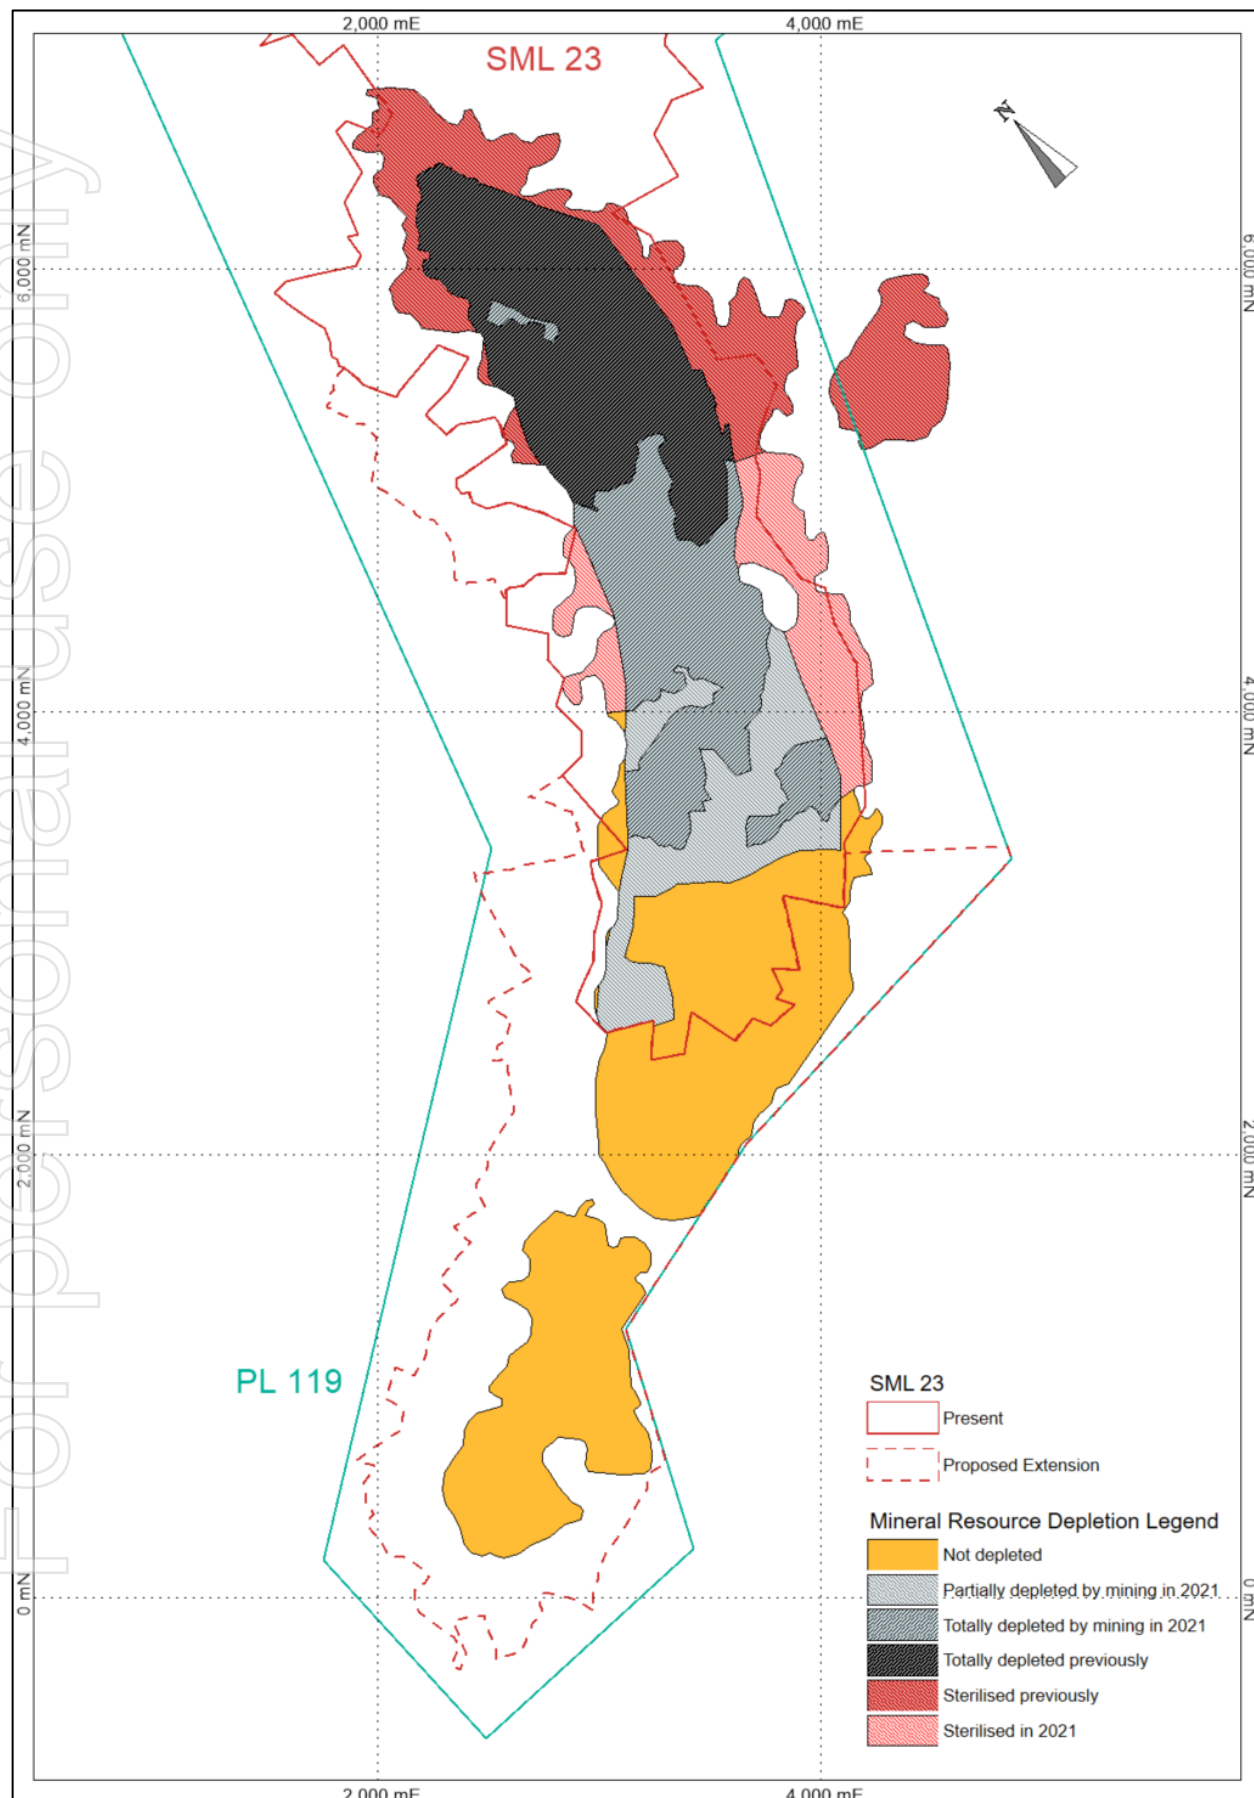 2,000 mE
4,000 mE
SML 23
N
6,000 mN
6,000 mN
4,000 mN
4,000 mN
2,000 mN
2,000 mN
0 mN
0 mN
For personal use only
PL 119
SML 23
Present
Proposed Extension
Mineral Resource Depletion Legend
Not depleted
Partially depleted by mining in 2021
Totally depleted by mining in 2021
Totally depleted previously
Sterilised previously
Sterilised in 2021
2,000 mE
4,000 mE